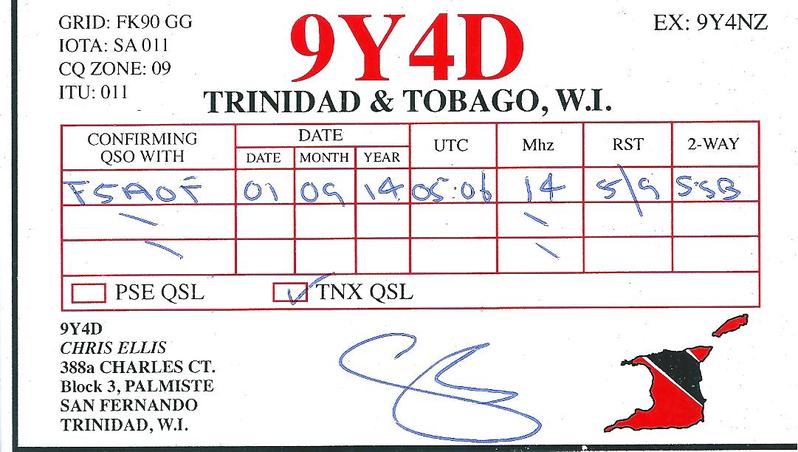 GRID: FK90 GG
IOTA: SA 011
CQ ZONE: 09
ITU: 011
9Y4D
EX: 9Y4NZ
TRINIDAD & TOBAGO, W.I.
CONFIRMING QSO WITH DATE UTC Mhz RST 2-WAY
DATE MONTH YEAR
F5AOF 01 09 14 05:06 14 5/9 SSB
PSE QSL ✓ TNX QSL
9Y4D
CHRIS ELLIS
388a CHARLES CT.
Block 3, PALMISTE
SAN FERNANDO
TRINIDAD, W.I.